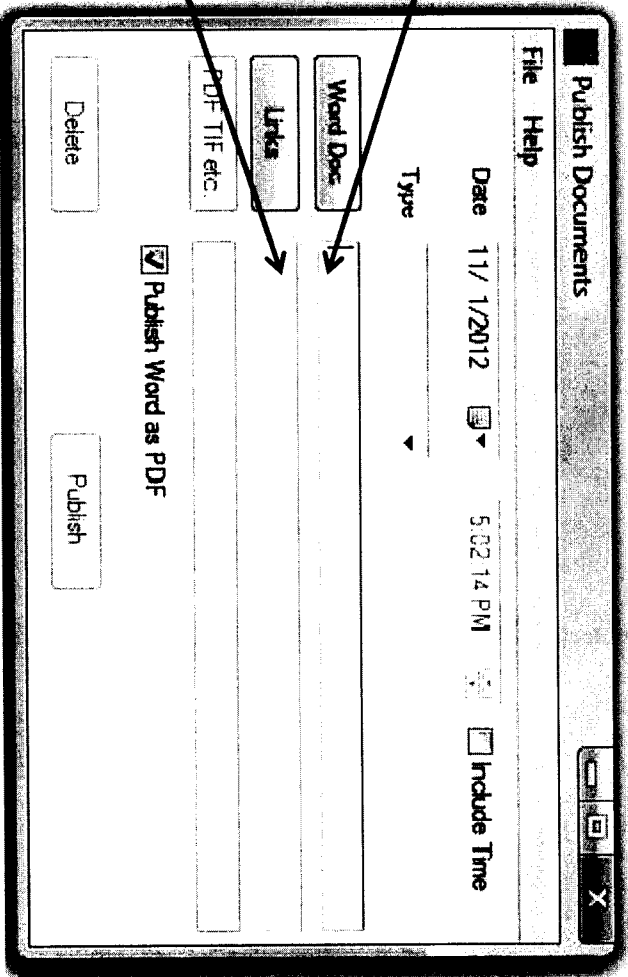 Publish Documents
File Help
Date 11/ 1/2012 5:02:14 PM Include Time
Type
Word Doc
Links
PDF TIF etc.
Publish Word as PDF
Delete Publish